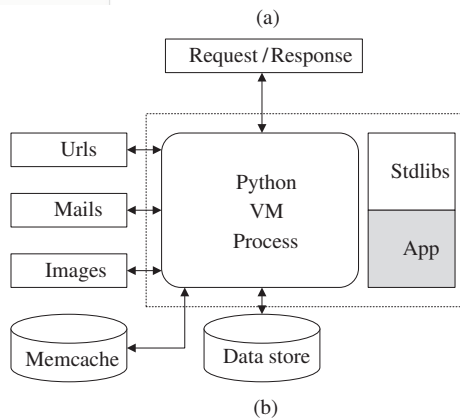 (a)
Request/Response
Urls
Python
VM
Process
Stdlibs
Mails
App
Images
Memcache
Data store
(b)